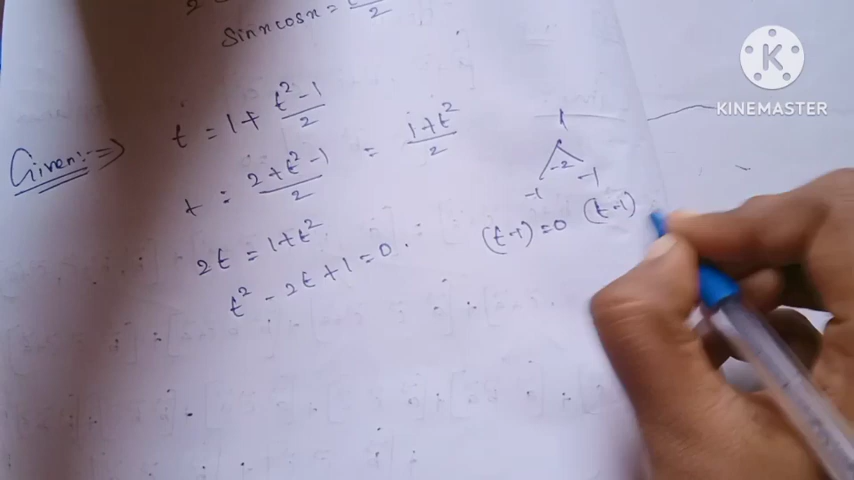 sinx cosx = 2
Given:- ⇒ t = 1 + t² - 1 / 2
t = 2 + t² - 1 / 2 = 1 + t² / 2
2t = 1 + t²
t² - 2t + 1 = 0.
1
-2
-1 -1
(t-1) = 0 (t-1)
KINEMASTER